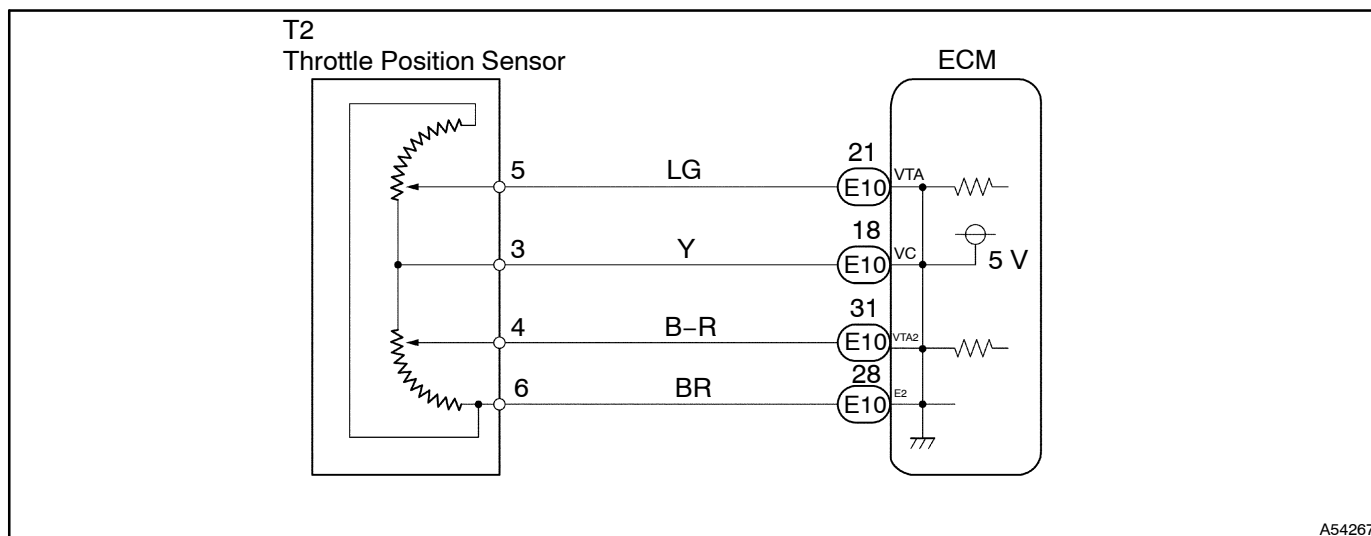 T2
Throttle Position Sensor
ECM
5 LG 21 E10 VTA
3 Y 18 E10 VC
5 V
4 B−R 31 E10 VTA2
6 BR 28 E10 E2
A54267